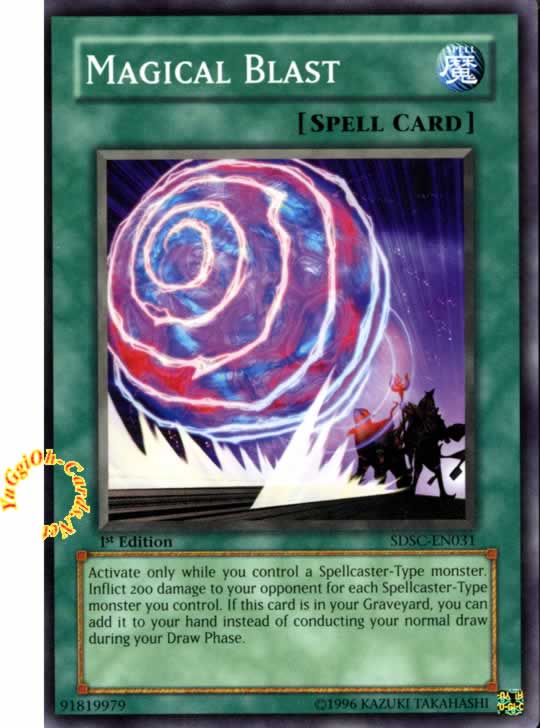 MAGICAL BLAST
SPELL
魔
[SPELL CARD]
YuGgiOh-Cards.Net
1st Edition
SDSC-EN031
Activate only while you control a Spellcaster-Type monster.
Inflict 200 damage to your opponent for each Spellcaster-Type
monster you control. If this card is in your Graveyard, you can
add it to your hand instead of conducting your normal draw
during your Draw Phase.
91819979
©1996 KAZUKI TAKAHASHI